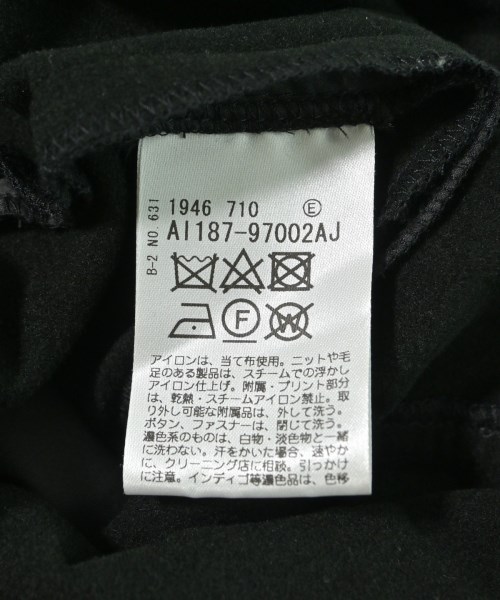 B-2 NO.631
1946 710 Ⓔ
AI187-97002AJ
F W
アイロンは、当て布使用。ニットや毛
足のある製品は、スチームでの浮かし
アイロン仕上げ。附属・プリント部分
は、乾熱・スチームアイロン禁止。取
り外し可能な附属品は、外して洗う。
ボタン、ファスナーは、閉じて洗う。
濃色系のものは、白物・淡色物と一緒
に洗わない。汗をかいた場合、速やか
に、クリーニング店に相談。引っかけ
に注意。インディゴ等濃色品は、色移